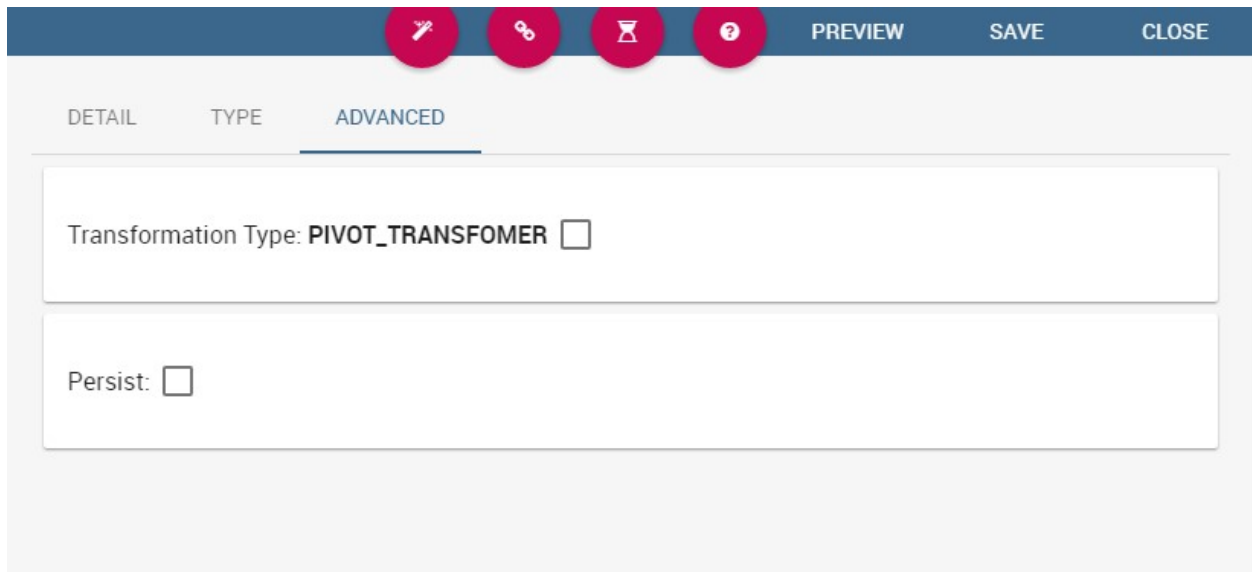 PREVIEW SAVE CLOSE
DETAIL TYPE ADVANCED
Transformation Type: PIVOT_TRANSFOMER
Persist: